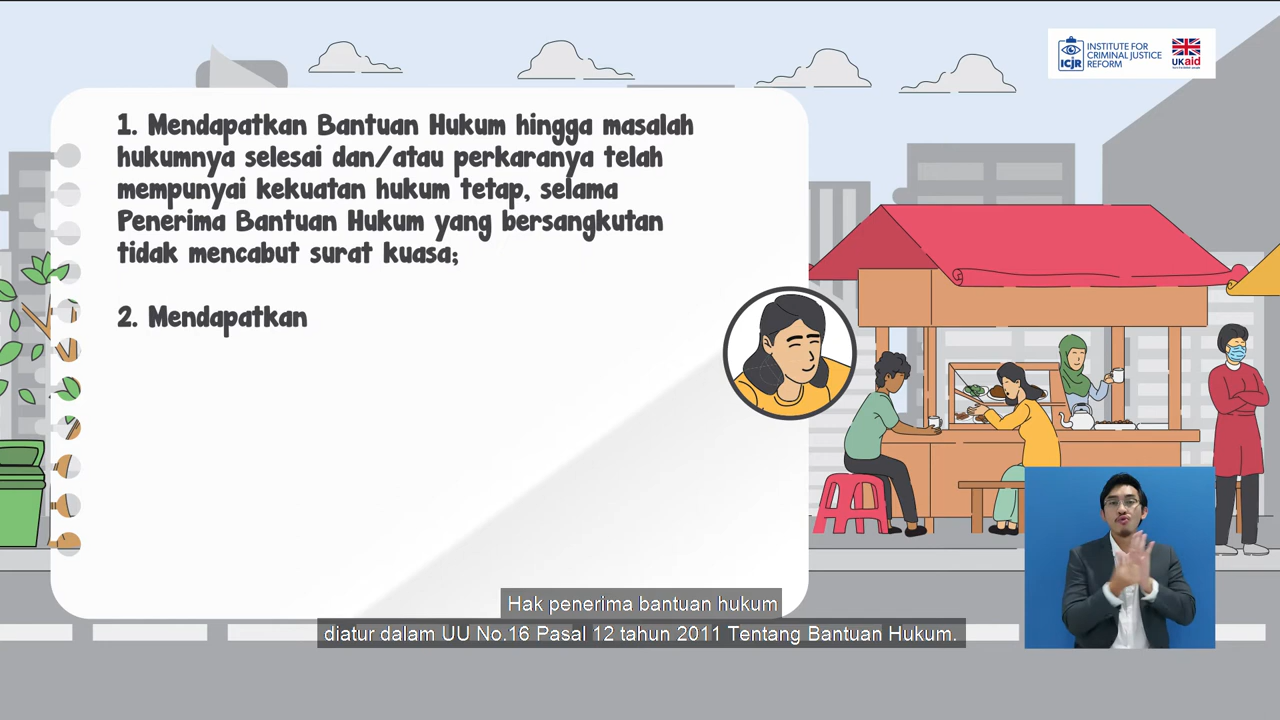 INSTITUTE FOR
CRIMINAL JUSTICE
REFORM
ICJR
UKaid
1. Mendapatkan Bantuan Hukum hingga masalah
hukumnya selesai dan/atau perkaranya telah
mempunyai kekuatan hukum tetap, selama
Penerima Bantuan Hukum yang bersangkutan
tidak mencabut surat kuasa;
2. Mendapatkan
Hak penerima bantuan hukum
diatur dalam UU No.16 Pasal 12 tahun 2011 Tentang Bantuan Hukum.